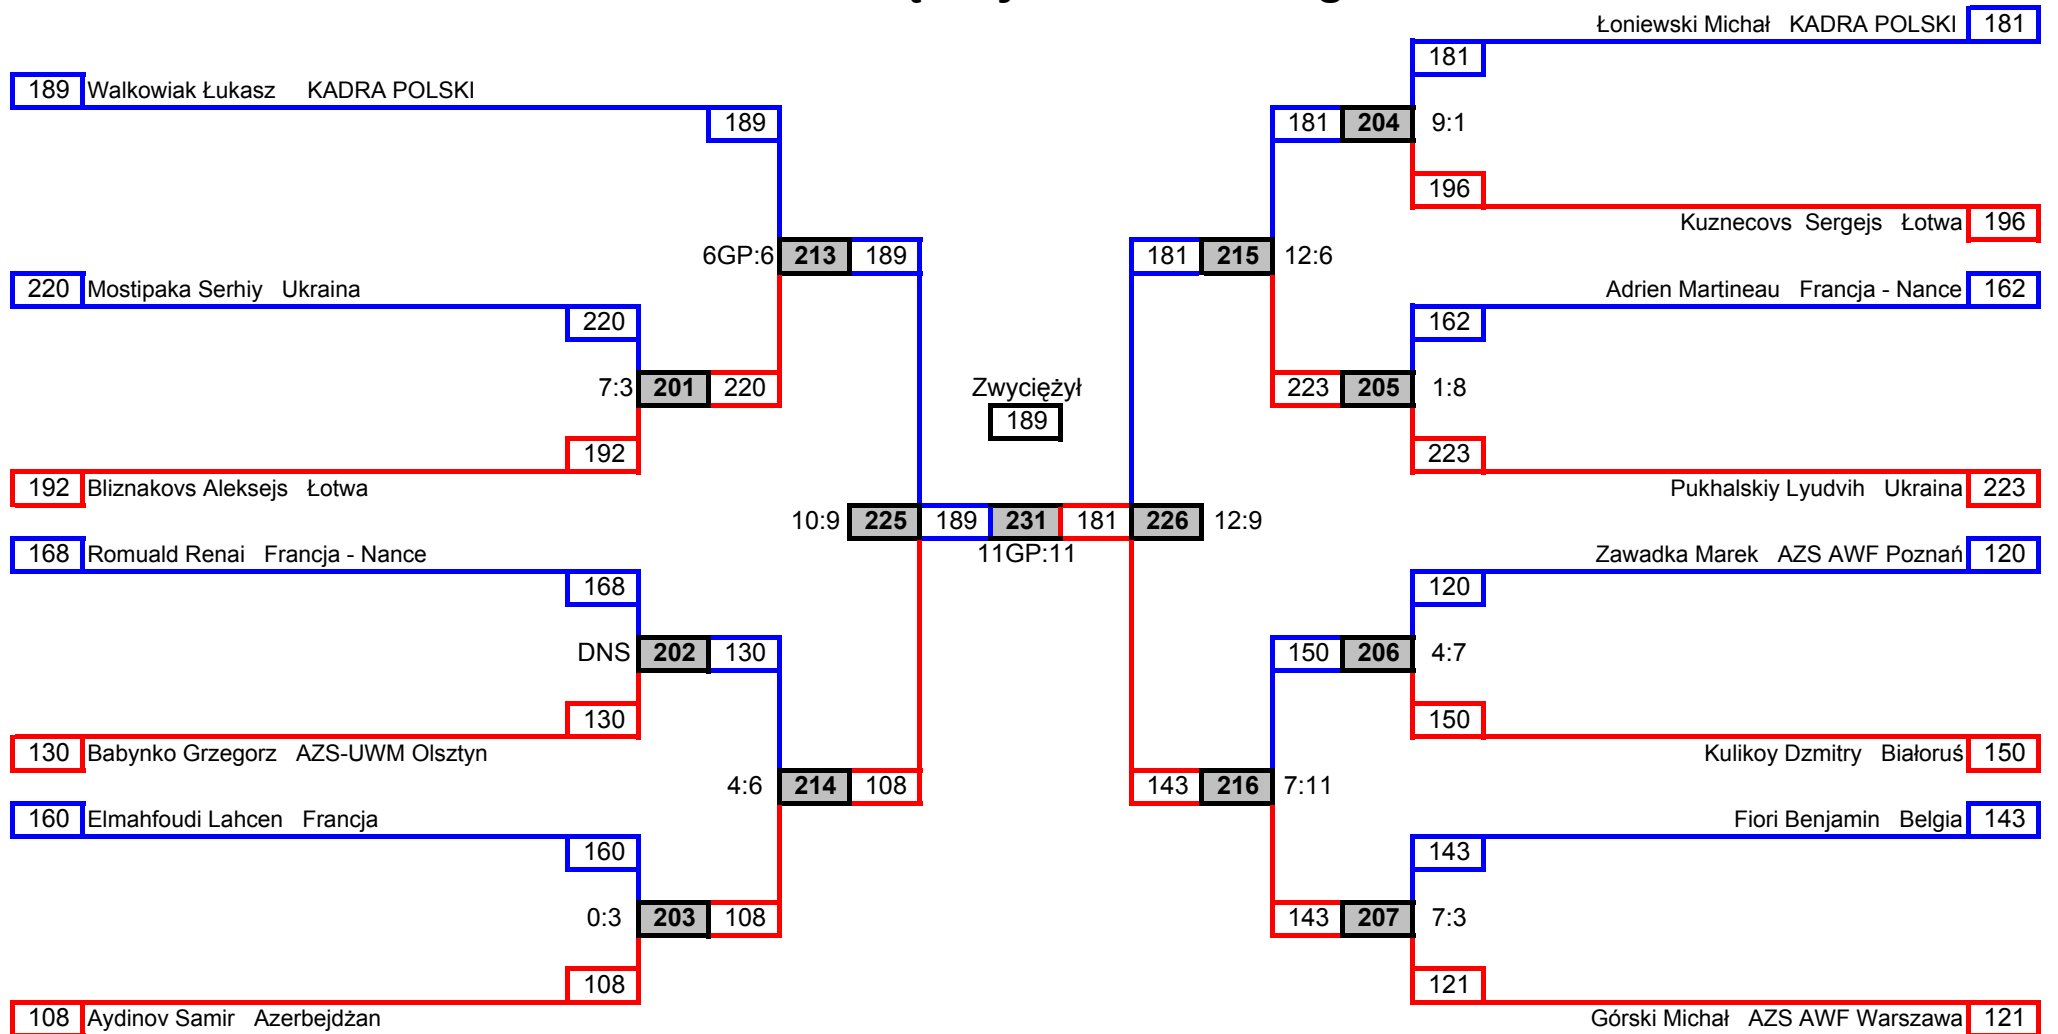 Łoniewski Michał KADRA POLSKI 181
181
189 Walkowiak Łukasz KADRA POLSKI
189 181 204 9:1
196
Kuznecovs Sergejs Łotwa 196
6GP:6 213 189 181 215 12:6
220 Mostipaka Serhiy Ukraina Adrien Martineau Francja - Nance 162
220 162
7:3 201 220 Zwyciężył 223 205 1:8
189
192 223
192 Bliznakovs Aleksejs Łotwa Pukhalskiy Lyudvih Ukraina 223
10:9 225 189 231 181 226 12:9
168 Romuald Renai Francja - Nance 11GP:11 Zawadka Marek AZS AWF Poznań 120
168 120
DNS 202 130 150 206 4:7
130 150
130 Babynko Grzegorz AZS-UWM Olsztyn Kulikoy Dzmitry Białoruś 150
4:6 214 108 143 216 7:11
160 Elmahfoudi Lahcen Francja Fiori Benjamin Belgia 143
160 143
0:3 203 108 143 207 7:3
108 121
108 Aydinov Samir Azerbejdżan Górski Michał AZS AWF Warszawa 121